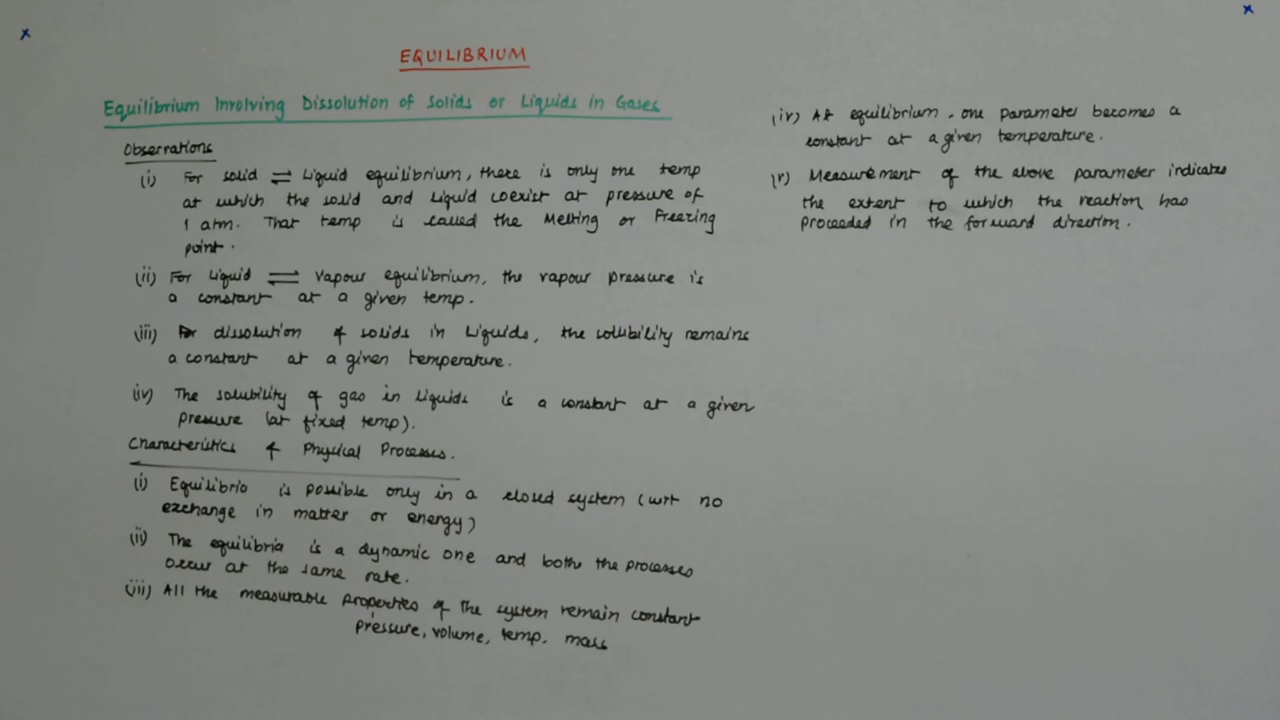 EQUILIBRIUM
Equilibrium Involving Dissolution of Solids or Liquids in Gases
Observations
(i) For solid ⇌ Liquid equilibrium, there is only one temp
at which the solid and Liquid coexist at pressure of
1 atm. That temp is called the Melting or Freezing
point.
(ii) For Liquid ⇌ Vapour equilibrium, the vapour pressure is
a constant at a given temp.
(iii) For dissolution of solids in Liquids, the solubility remains
a constant at a given temperature.
(iv) The solubility of gas in Liquids is a constant at a given
pressure (at fixed temp).
Characteristics of Physical Processes.
(i) Equilibrio is possible only in a closed system (wrt no
exchange in matter or energy)
(ii) The equilibria is a dynamic one and both the processes
occur at the same rate.
(iii) All the measurable properties of the system remain constant
pressure, volume, temp. mass
(iv) At equilibrium, one parameter becomes a
constant at a given temperature.
(v) Measurement of the above parameter indicates
the extent to which the reaction has
proceeded in the forward direction.